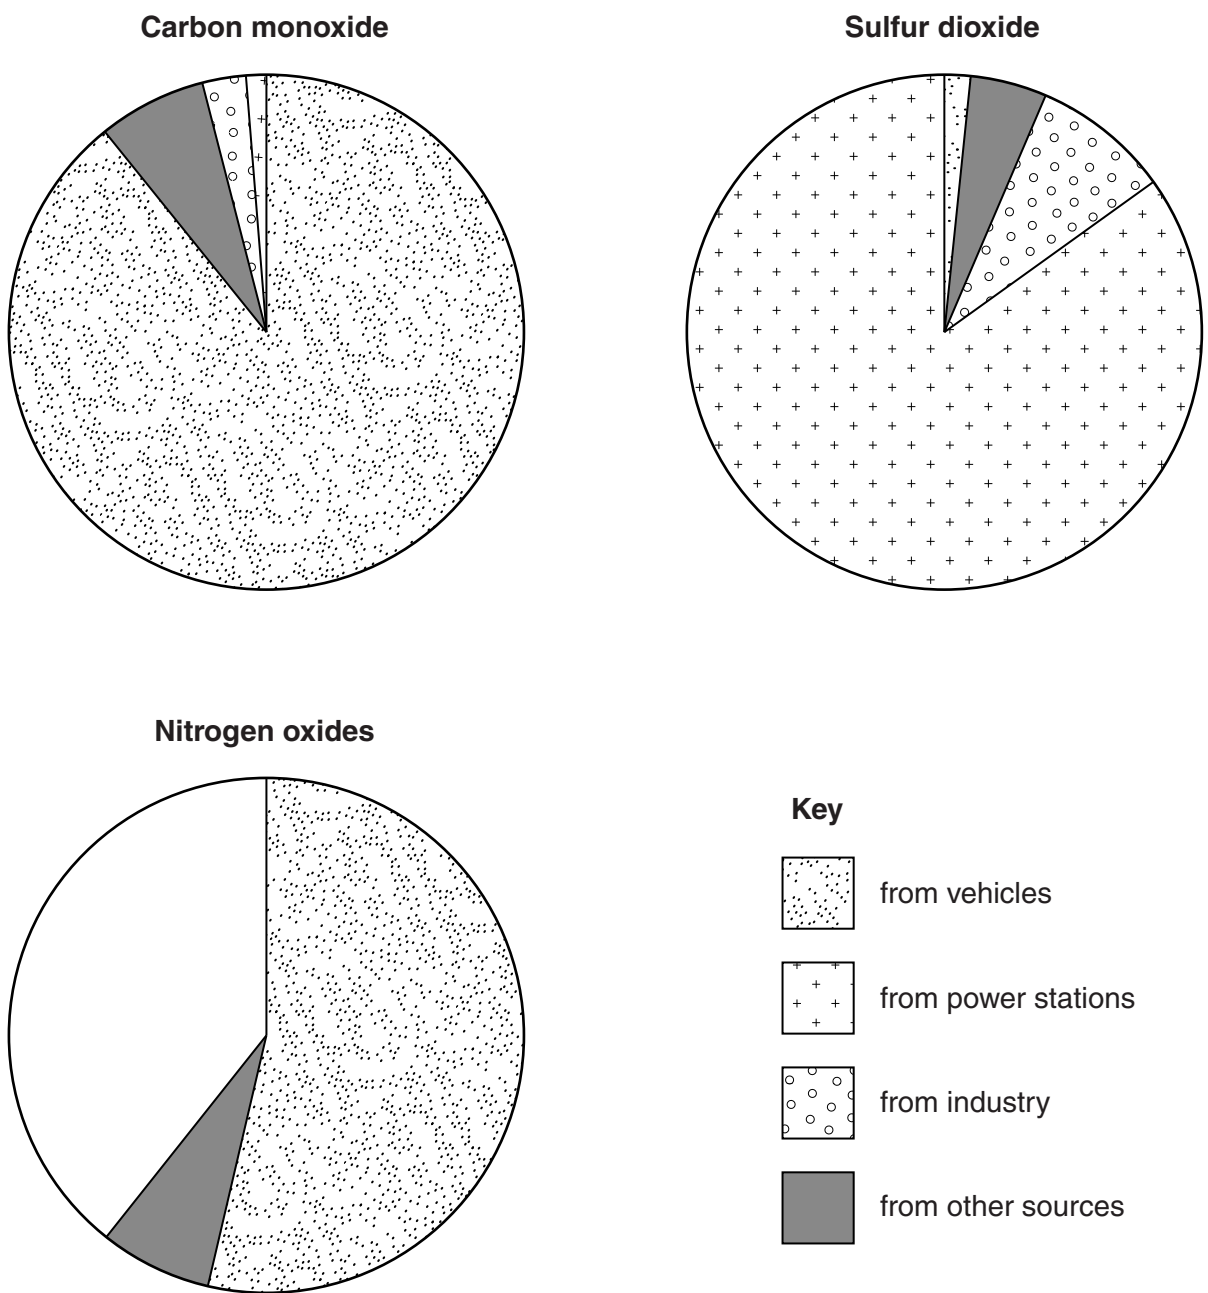 Carbon monoxide
Sulfur dioxide
Nitrogen oxides
Key
from vehicles
from power stations
from industry
from other sources